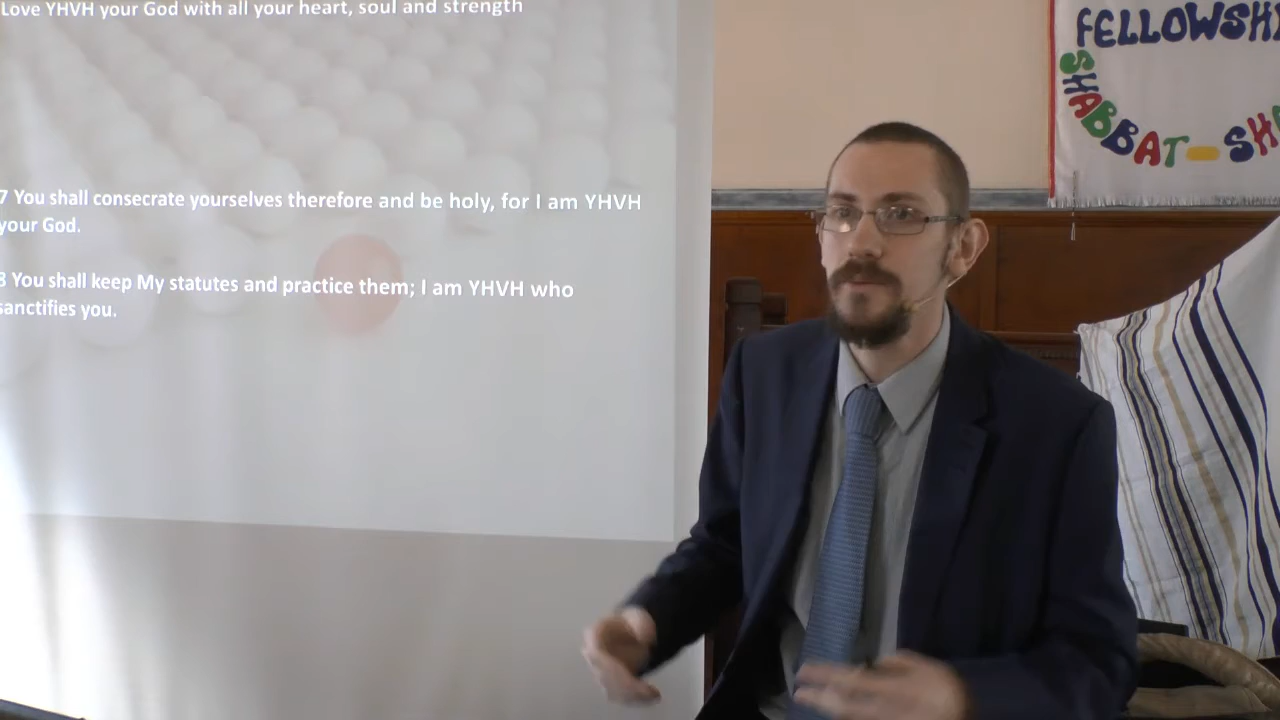 Love YHVH your God with all your heart, soul and strength
7 You shall consecrate yourselves therefore and be holy, for I am YHVH
your God.
8 You shall keep My statutes and practice them; I am YHVH who
sanctifies you.
FELLOWSHI
SHABBAT-SH